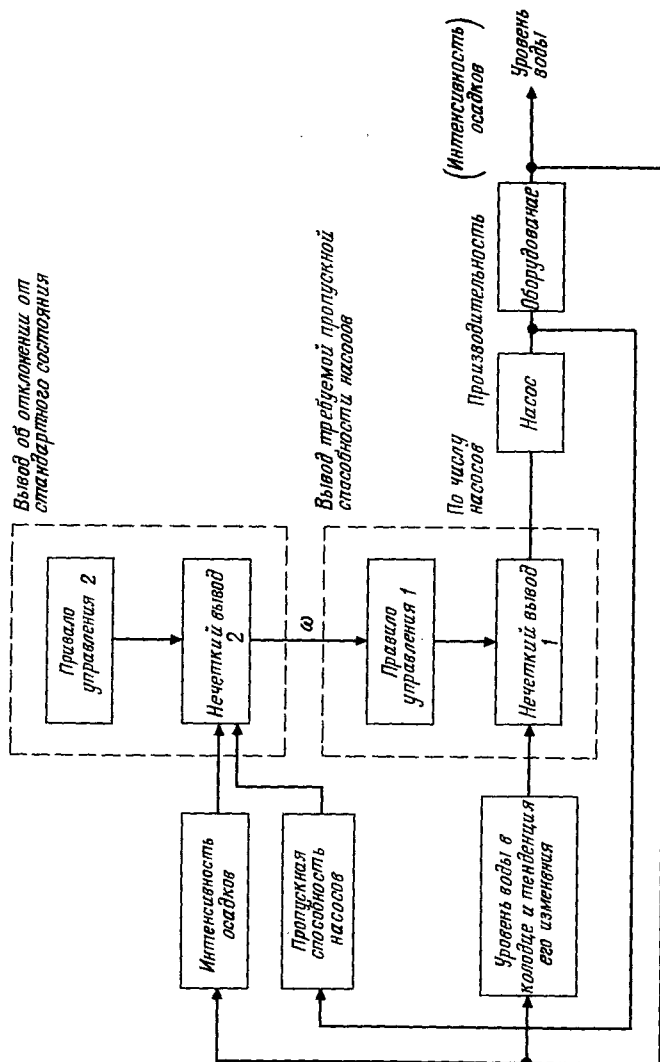 Вывод об отклонении от
стандартного состояния
Привало
управления 2
Интенсивность
осадков
Нечеткий вывод
2
Пропускная
способность
насосов
ω
Вывод требуемой пропускной
способности насосов
Правило
управления 1
По числу
насосов
Производительность
(Интенсивность
осадков)
Уровень воды в
колодце и тенденция
его изменения
Нечеткий вывод
1
Насос
Оборудованае
Уровень
воды